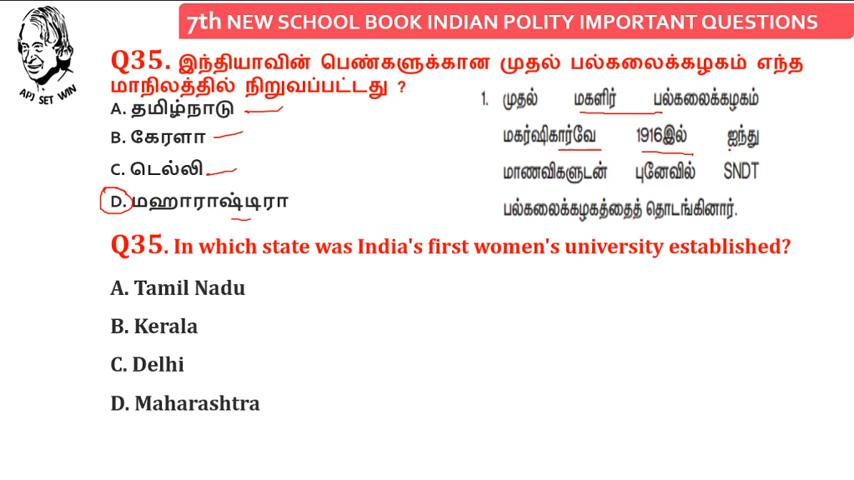 7th NEW SCHOOL BOOK INDIAN POLITY IMPORTANT QUESTIONS
APJ SET WIN
Q35. இந்தியாவின் பெண்களுக்கான முதல் பல்கலைக்கழகம் எந்த
மாநிலத்தில் நிறுவப்பட்டது ?
A. தமிழ்நாடு
B. கேரளா
C. டெல்லி
D. மஹாராஷ்டிரா
1. முதல் மகளிர் பல்கலைக்கழகம்
மகர்ஷிகார்வே 1916இல் ஐந்து
மாணவிகளுடன் புனேவில் SNDT
பல்கலைக்கழகத்தைத் தொடங்கினார்.
Q35. In which state was India's first women's university established?
A. Tamil Nadu
B. Kerala
C. Delhi
D. Maharashtra